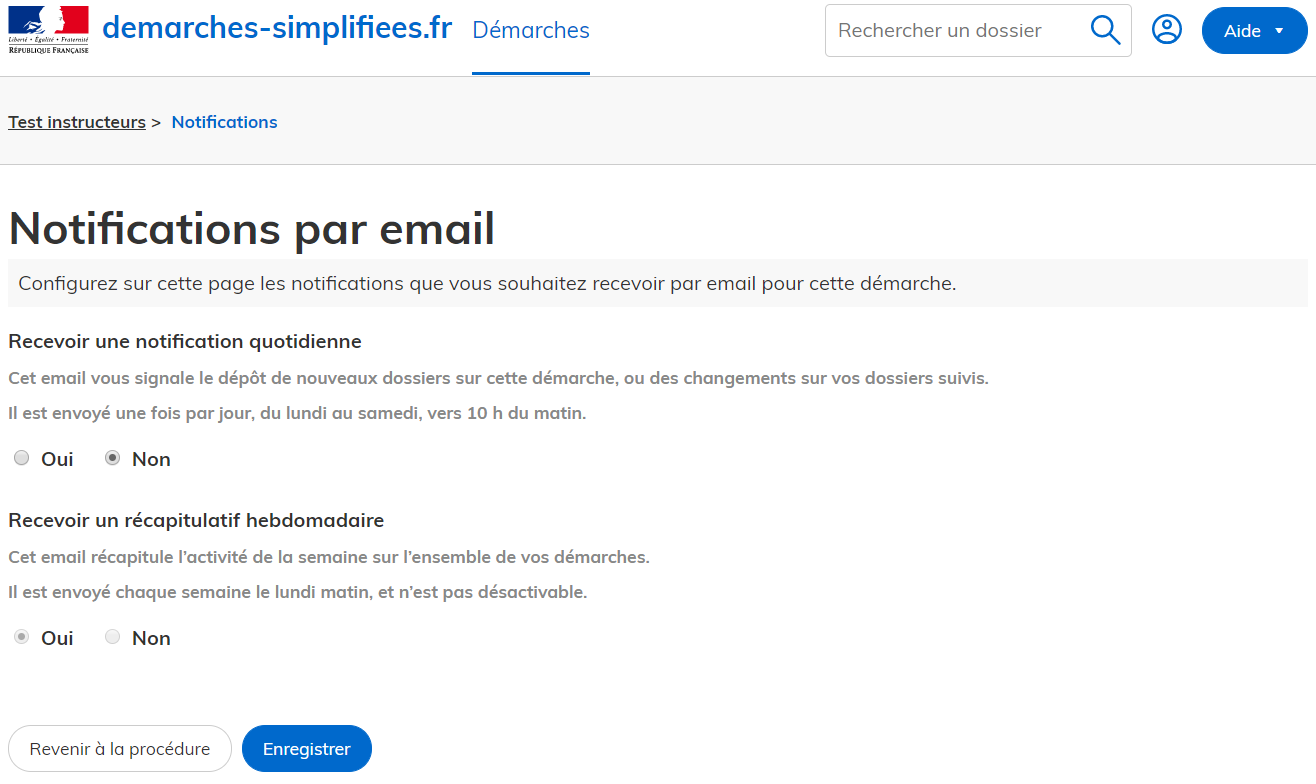 Liberté • Égalité • Fraternité
RÉPUBLIQUE FRANÇAISE
demarches-simplifiees.fr
Démarches
Rechercher un dossier
Aide
Test instructeurs > Notifications
Notifications par email
Configurez sur cette page les notifications que vous souhaitez recevoir par email pour cette démarche.
Recevoir une notification quotidienne
Cet email vous signale le dépôt de nouveaux dossiers sur cette démarche, ou des changements sur vos dossiers suivis.
Il est envoyé une fois par jour, du lundi au samedi, vers 10 h du matin.
Oui Non
Recevoir un récapitulatif hebdomadaire
Cet email récapitule l’activité de la semaine sur l’ensemble de vos démarches.
Il est envoyé chaque semaine le lundi matin, et n’est pas désactivable.
Oui Non
Revenir à la procédure
Enregistrer